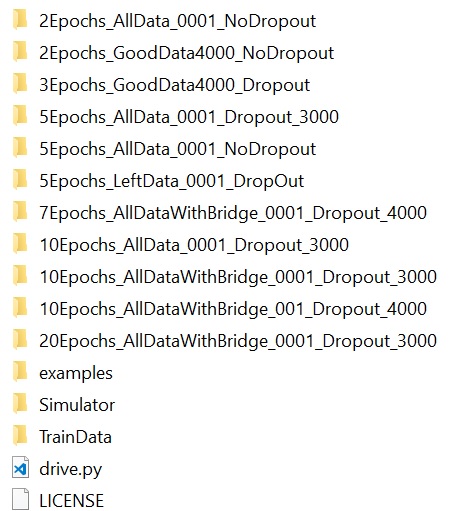 2Epochs_AllData_0001_NoDropout
2Epochs_GoodData4000_NoDropout
3Epochs_GoodData4000_Dropout
5Epochs_AllData_0001_Dropout_3000
5Epochs_AllData_0001_NoDropout
5Epochs_LeftData_0001_DropOut
7Epochs_AllDataWithBridge_0001_Dropout_4000
10Epochs_AllData_0001_Dropout_3000
10Epochs_AllDataWithBridge_0001_Dropout_3000
10Epochs_AllDataWithBridge_001_Dropout_4000
20Epochs_AllDataWithBridge_0001_Dropout_3000
examples
Simulator
TrainData
drive.py
LICENSE